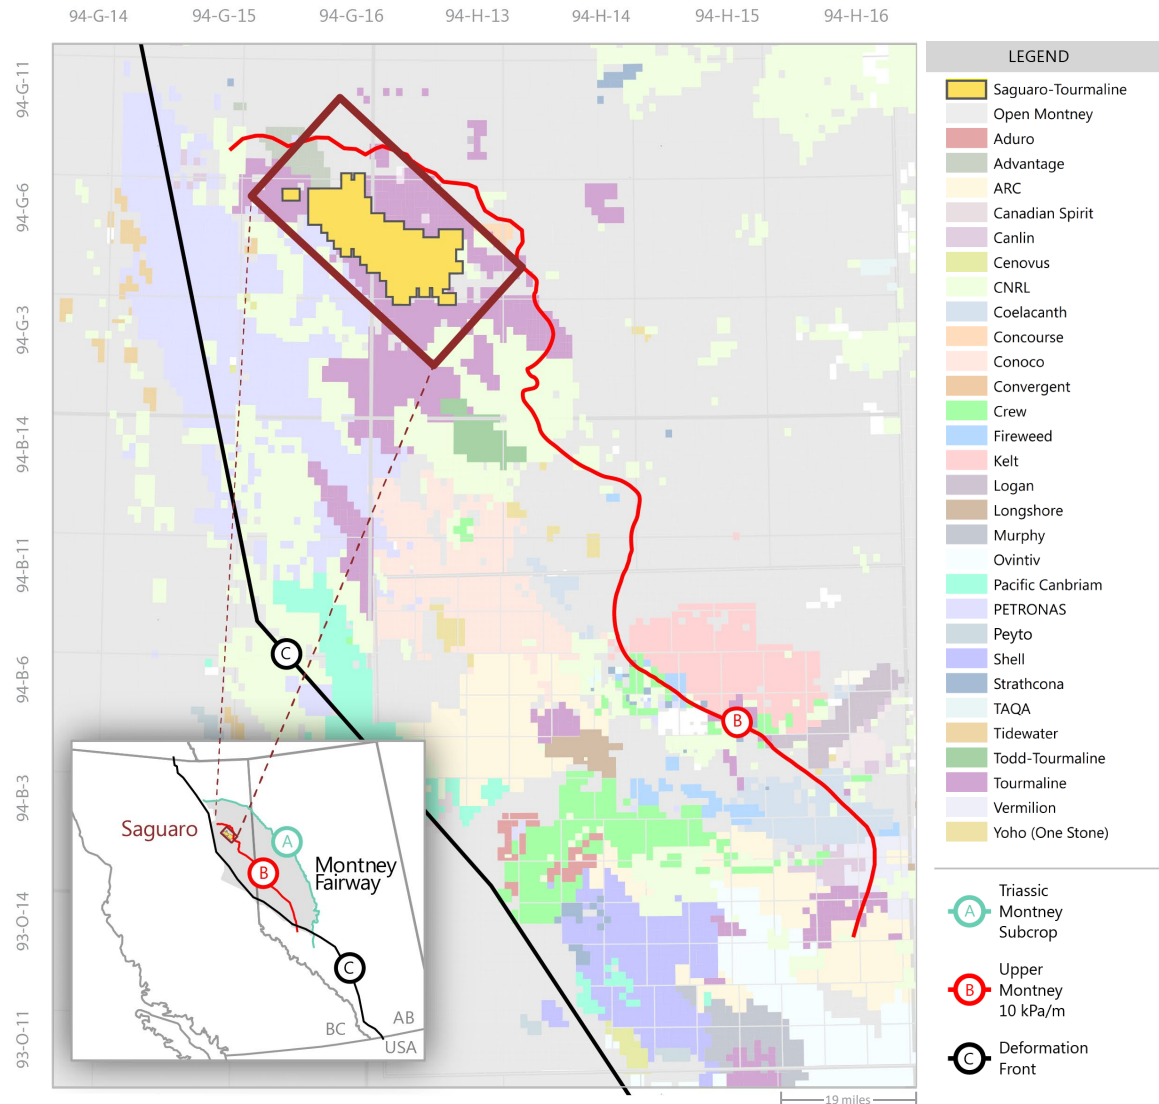 94-G-14
94-G-15
94-G-16
94-H-13
94-H-14
94-H-15
94-H-16
94-G-11
94-G-6
94-G-3
94-B-14
94-B-11
94-B-6
94-B-3
93-O-14
93-O-11
C
B
Saguaro
A
B
Montney
Fairway
C
BC
AB
USA
19 miles
LEGEND
Saguaro-Tourmaline
Open Montney
Aduro
Advantage
ARC
Canadian Spirit
Canlin
Cenovus
CNRL
Coelacanth
Concourse
Conoco
Convergent
Crew
Fireweed
Kelt
Logan
Longshore
Murphy
Ovintiv
Pacific Canbriam
PETRONAS
Peyto
Shell
Strathcona
TAQA
Tidewater
Todd-Tourmaline
Tourmaline
Vermilion
Yoho (One Stone)
A
Triassic
Montney
Subcrop
B
Upper
Montney
10 kPa/m
C
Deformation
Front